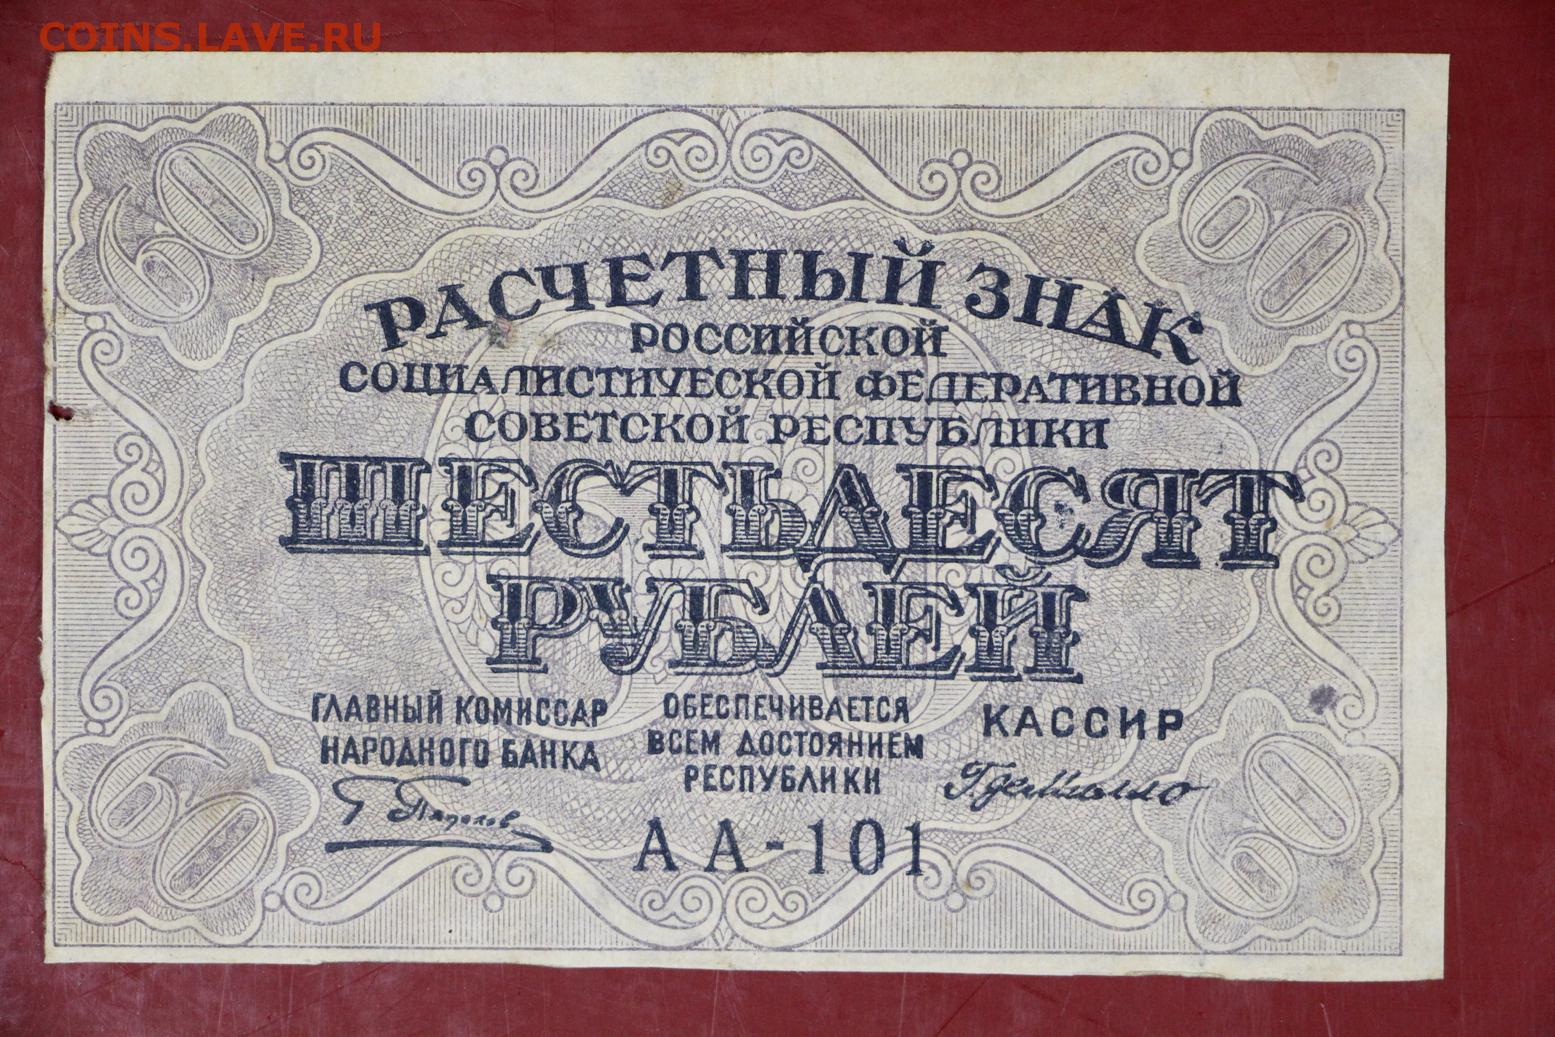 COINS.LAVE.RU
60 60
РАСЧЕТНЫЙ ЗНАК
РОССИЙСКОЙ
СОЦИАЛИСТИЧЕСКОЙ ФЕДЕРАТИВНОЙ
СОВЕТСКОЙ РЕСПУБЛИКИ
ШЕСТЬДЕСЯТ
РУБЛЕЙ
ГЛАВНЫЙ КОМИССАР
НАРОДНОГО БАНКА
ОБЕСПЕЧИВАЕТСЯ
ВСЕМ ДОСТОЯНИЕМ
РЕСПУБЛИКИ
КАССИР
АА-101
60 60